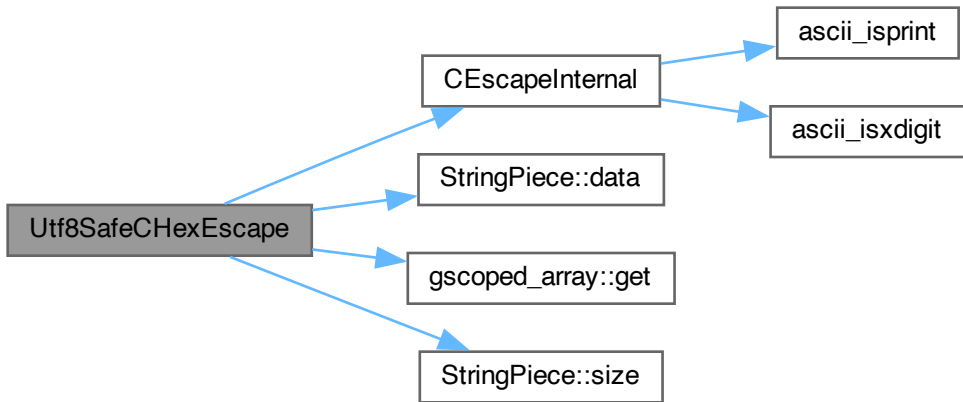 ascii_isprint
CEscapeInternal
ascii_isxdigit
StringPiece::data
Utf8SafeCHexEscape
gscoped_array::get
StringPiece::size